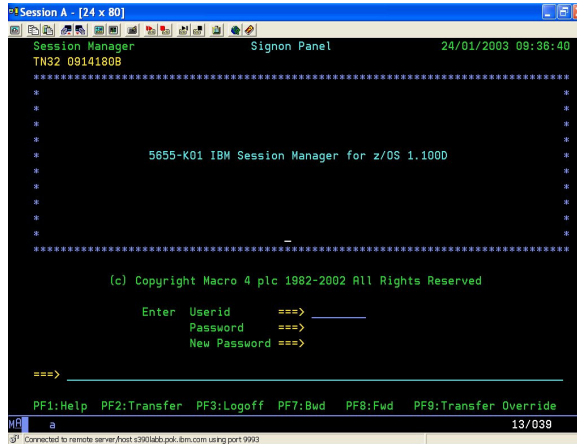 Session A - [24 x 80]
Session Manager Signon Panel 24/01/2003 09:36:40
TN32 0914180B
*******************************************************************************
* *
* *
* *
* *
* 5655-K01 IBM Session Manager for z/OS 1.100D *
* *
* *
* *
* *
* *
*******************************************************************************
(c) Copyright Macro 4 plc 1982-2002 All Rights Reserved
Enter Userid ===> ________
Password ===>
New Password ===>
===>
PF1:Help PF2:Transfer PF3:Logoff PF7:Bwd PF8:Fwd PF9:Transfer Override
MA a 13/039
Connected to remote server/host s390labb.pok.ibm.com using port 9993